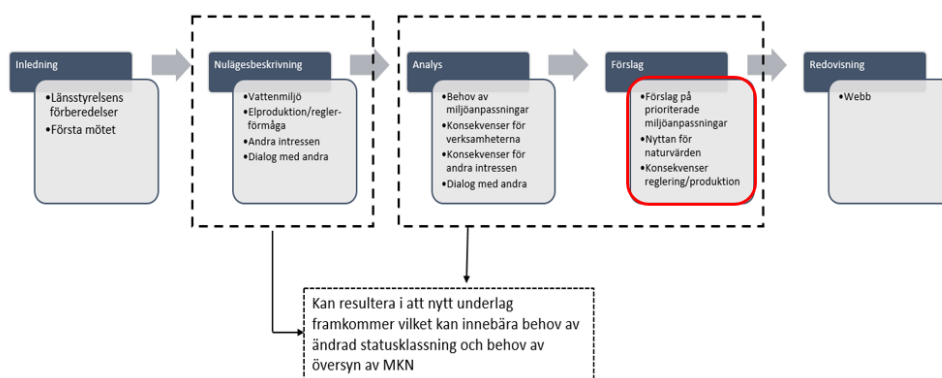 Inledning
•Länsstyrelsens
förberedelser
•Första mötet
Nulägesbeskrivning
•Vattenmiljö
•Elproduktion/regler-
förmåga
•Andra intressen
•Dialog med andra
Analys
•Behov av
miljöanpassningar
•Konsekvenser för
verksamheterna
•Konsekvenser för
andra intressen
•Dialog med andra
Förslag
•Förslag på
prioriterade
miljöanpassningar
•Nyttan för
naturvärden
•Konsekvenser
reglering/produktion
Redovisning
•Webb
Kan resultera i att nytt underlag
framkommer vilket kan innebära behov av
ändrad statusklassning och behov av
översyn av MKN